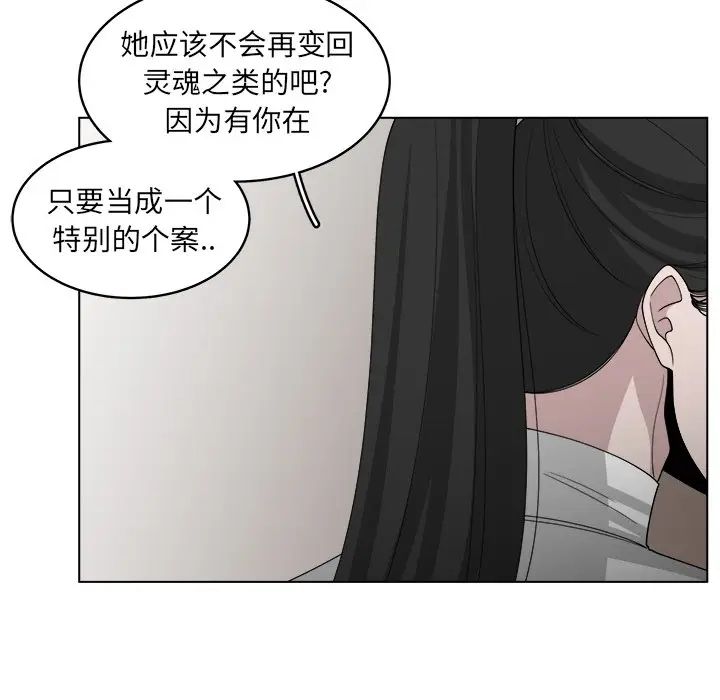 她应该不会再变回
灵魂之类的吧?
因为有你在
只要当成一个
特别的个案..